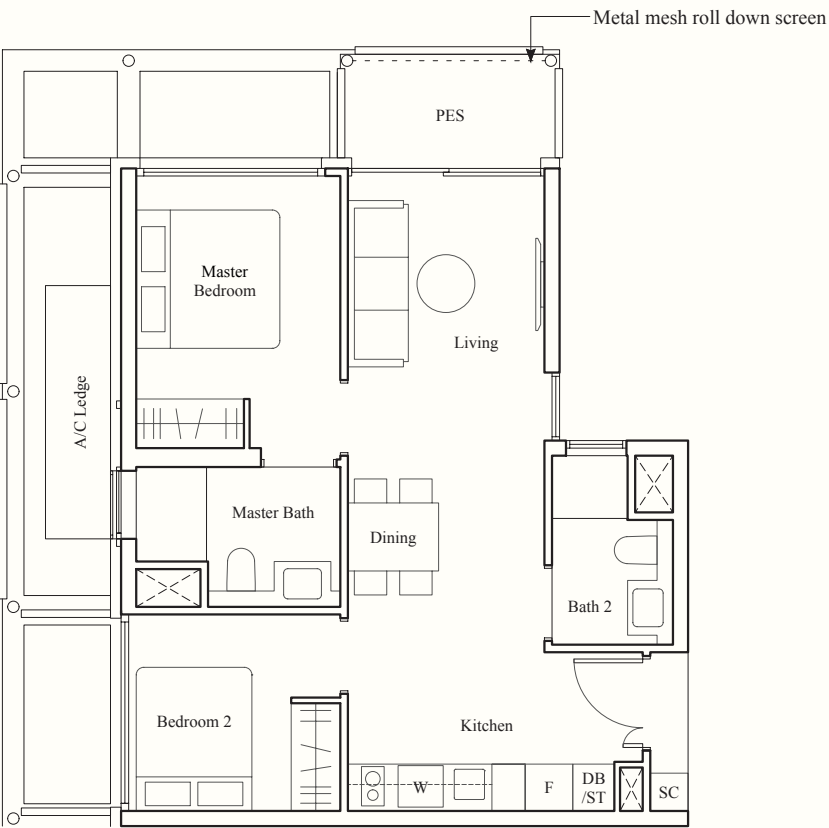 Metal mesh roll down screen
PES
Master
Bedroom
Living
A/C Ledge
Master Bath
Dining
Bath 2
Bedroom 2
Kitchen
W
F
DB
/ST
SC